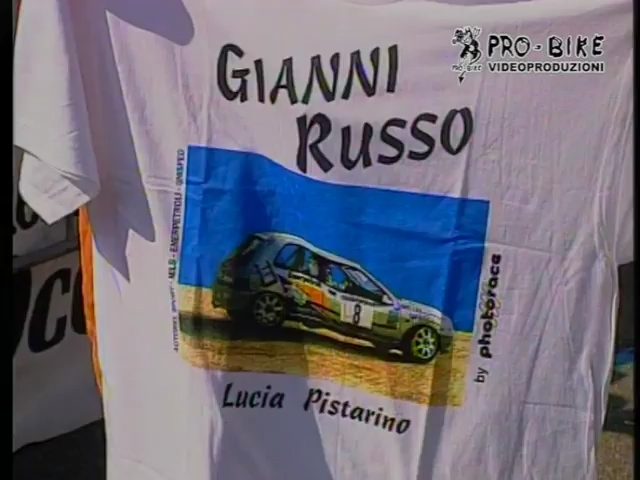 PRO-BIKE
VIDEOPRODUZIONI
GIANNI
RUSSO
8
by photorace
Lucia Pistarino